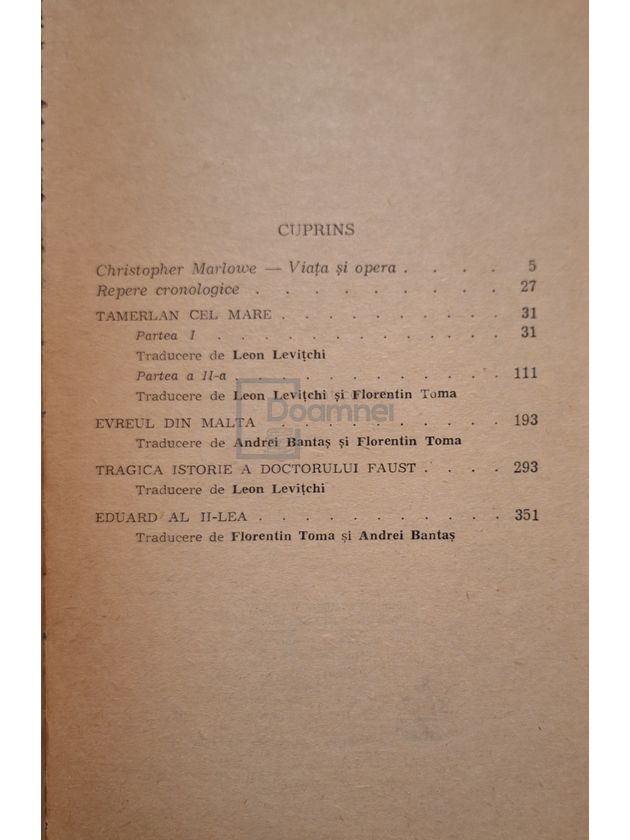 CUPRINS
Christopher Marlowe — Viața și opera . . . . 5
Repere cronologice . . . . . . . . . 27
TAMERLAN CEL MARE . . . . . . . . 31
Partea I . . . . . . . . . . 31
Traducere de Leon Levițchi
Partea a II-a . . . . . . . . . 111
Traducere de Leon Levițchi și Florentin Toma
Doamnei
EVREUL DIN MALTA . . . . . . . . . 193
Traducere de Andrei Bantaș și Florentin Toma
TRAGICA ISTORIE A DOCTORULUI FAUST . . . . 293
Traducere de Leon Levițchi
EDUARD AL II-LEA . . . . . . . . . 351
Traducere de Florentin Toma și Andrei Bantaș